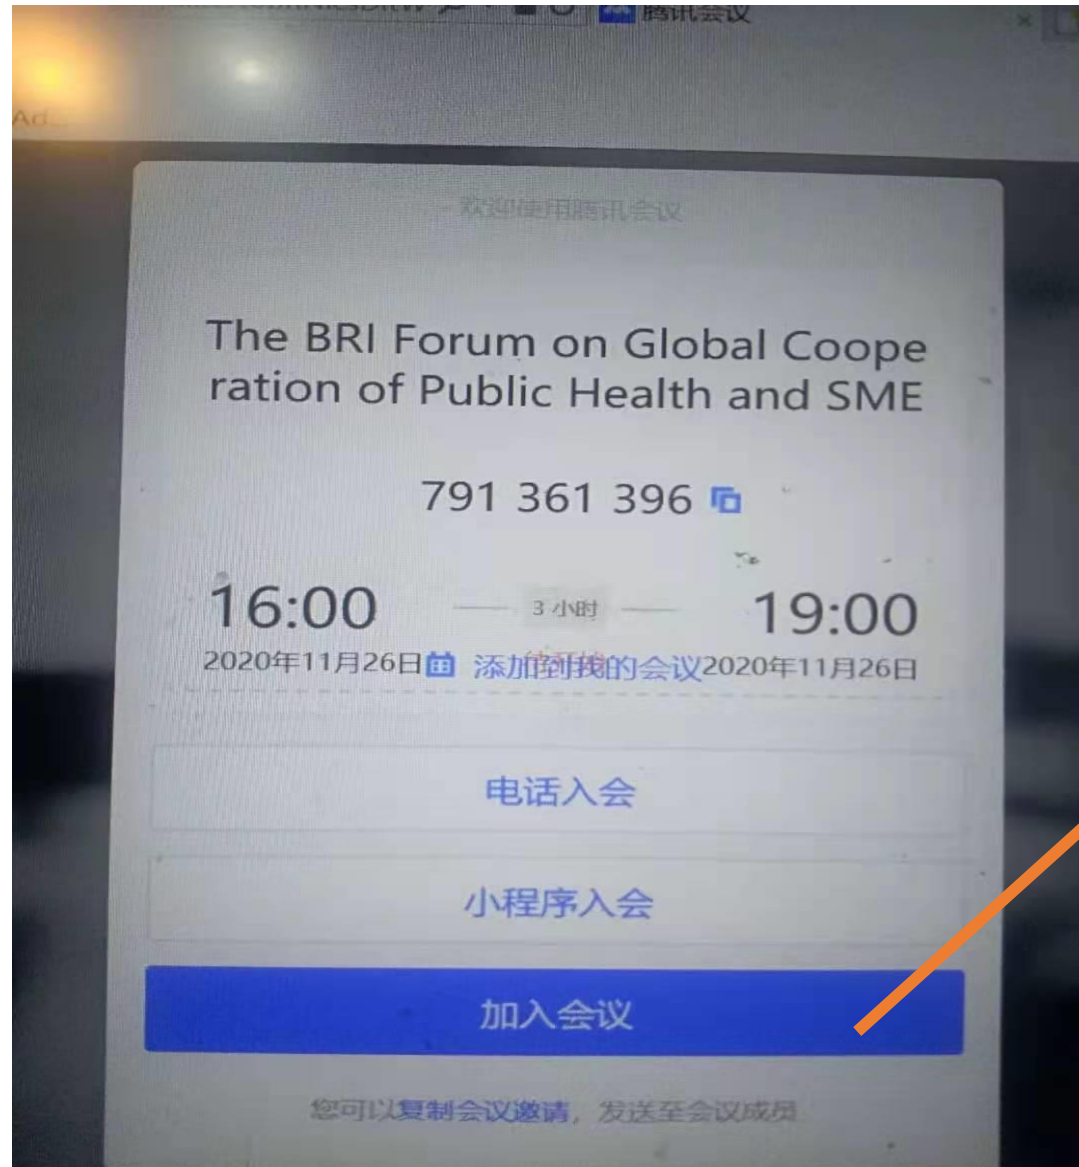 腾讯会议
Ad...
欢迎使用腾讯会议
The BRI Forum on Global Coope
ration of Public Health and SME
791 361 396
16:00 3 小时 19:00
2020年11月26日 添加到我的会议 2020年11月26日
电话入会
小程序入会
加入会议
您可以复制会议邀请，发送至会议成员